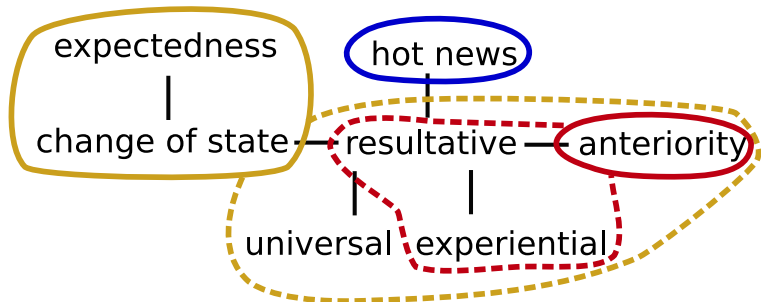 expectedness
hot news
change of state
resultative
anteriority
universal
experiential